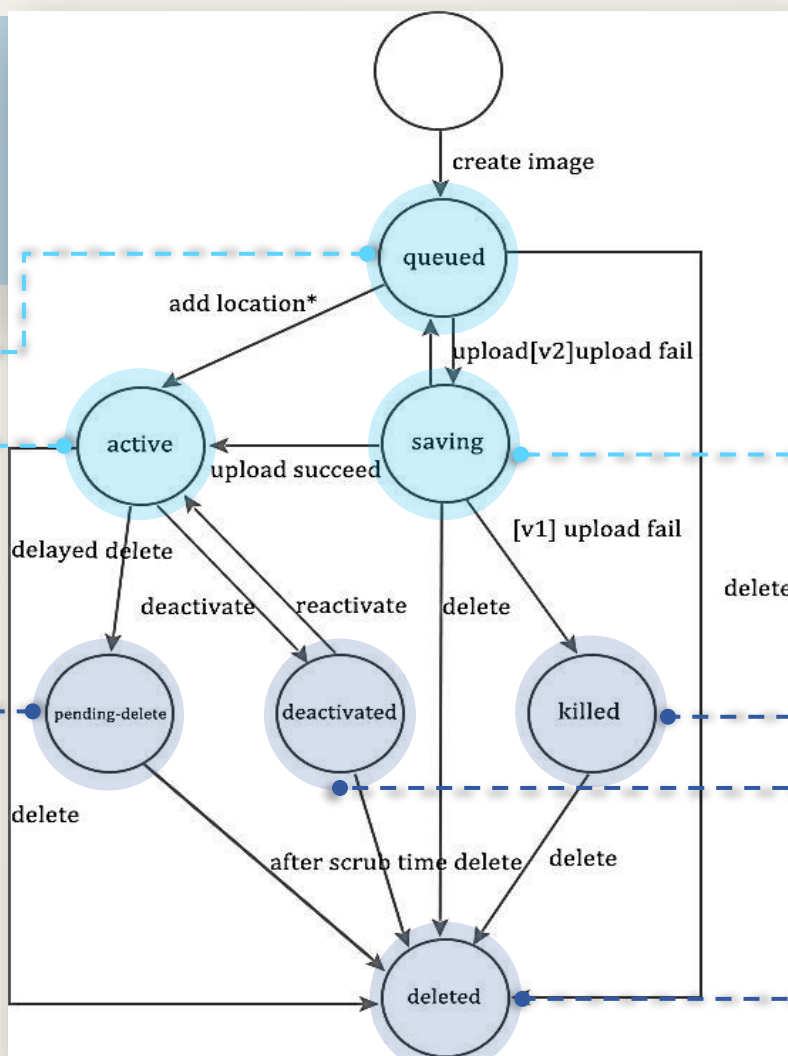 create image
queued
add location*
upload[v2]upload fail
active
saving
upload succeed
[v1] upload fail
delayed delete
delete
deactivate
reactivate
delete
pending-delete
deactivated
killed
delete
after scrub time delete
delete
deleted